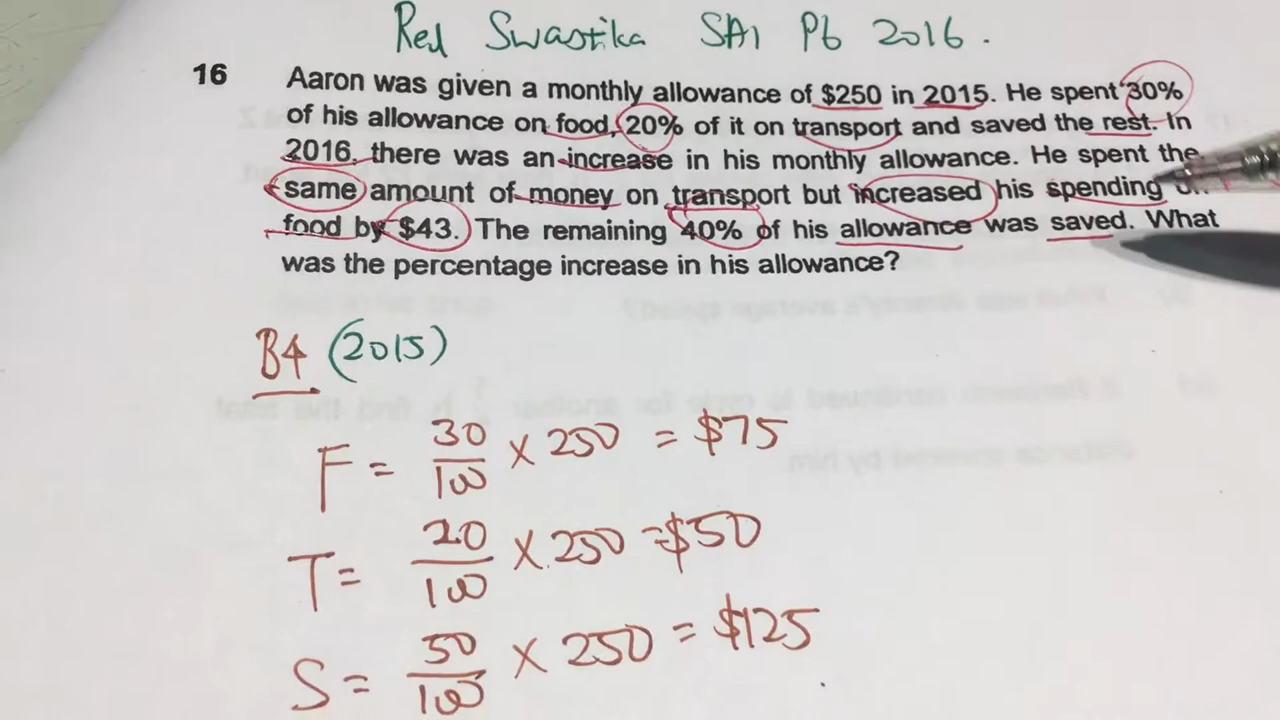 Red Swastika SA1 P6 2016.
16 Aaron was given a monthly allowance of $250 in 2015. He spent 30%
of his allowance on food, 20% of it on transport and saved the rest. In
2016, there was an increase in his monthly allowance. He spent the
same amount of money on transport but increased his spending
food by $43. The remaining 40% of his allowance was saved. What
was the percentage increase in his allowance?
B4 (2015)
F = 30/100 × 250 = $75
T = 20/100 × 250 = $50
S = 50/100 × 250 = $125